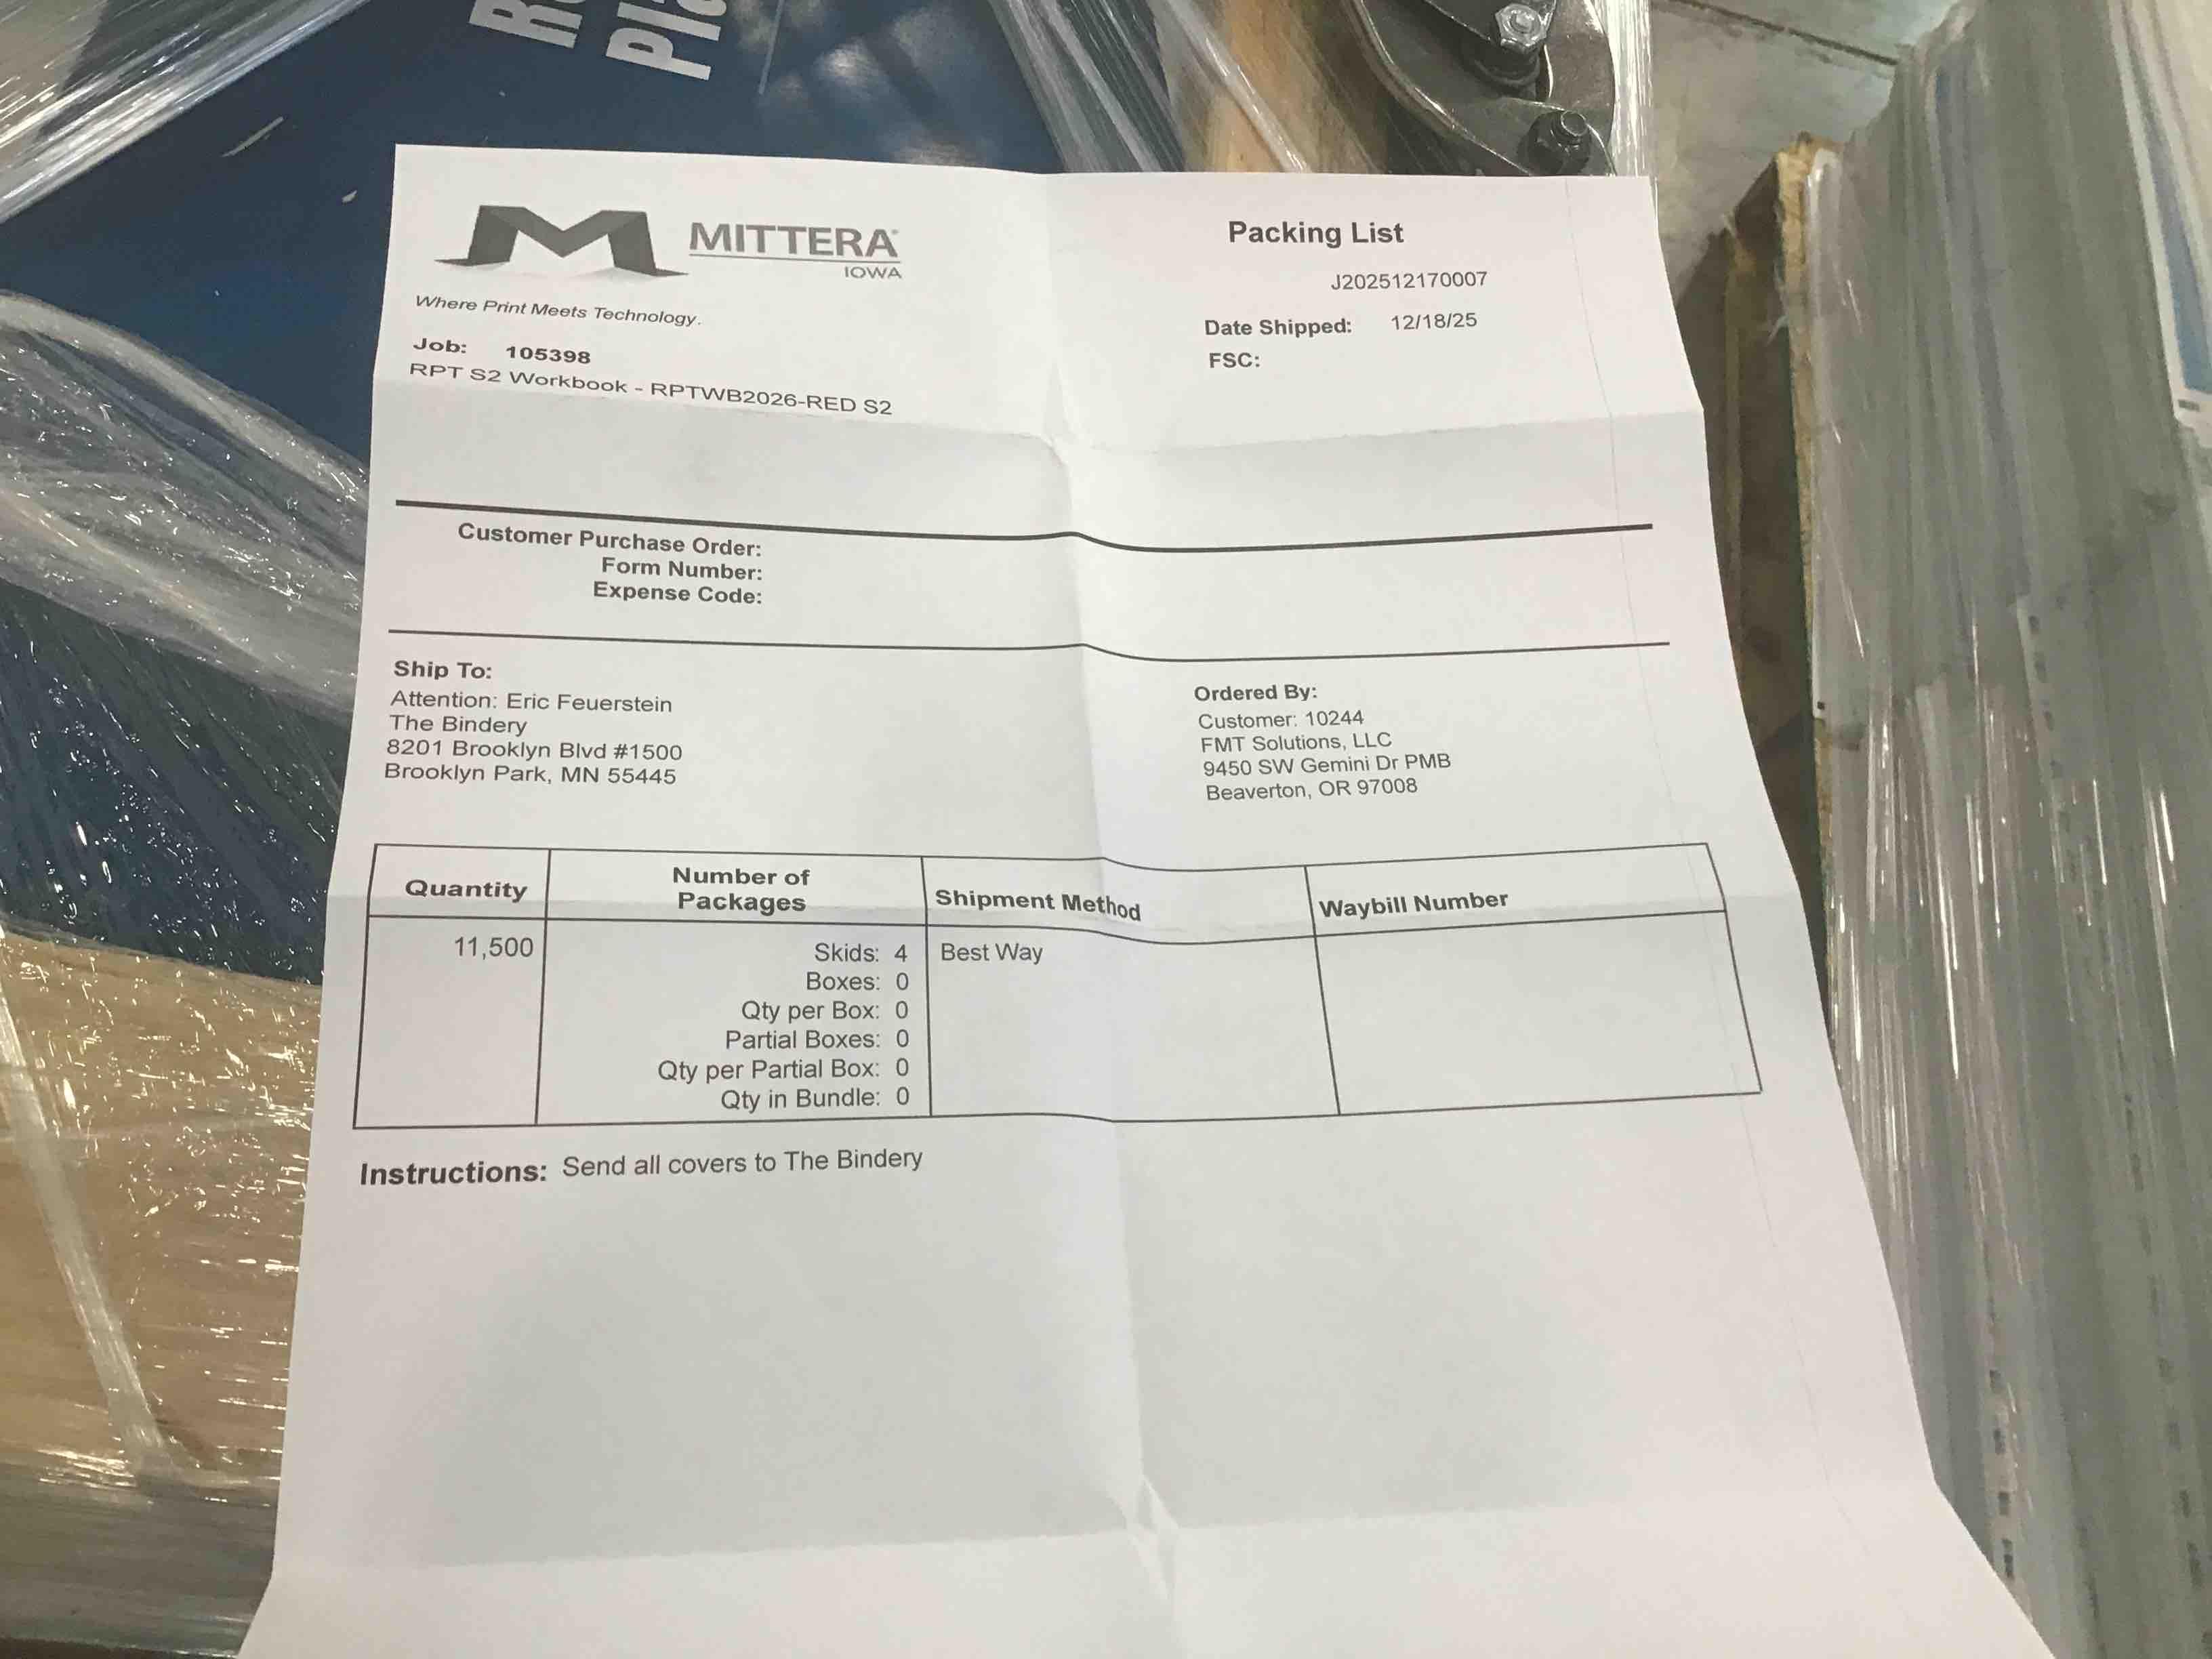 MITTERA
IOWA
Where Print Meets Technology.
Job: 105398
RPT S2 Workbook - RPTWB2026-RED S2
Packing List
J202512170007
Date Shipped: 12/18/25
FSC:
Customer Purchase Order:
Form Number:
Expense Code:
Ship To:
Attention: Eric Feuerstein
The Bindery
8201 Brooklyn Blvd #1500
Brooklyn Park, MN 55445
Ordered By:
Customer: 10244
FMT Solutions, LLC
9450 SW Gemini Dr PMB
Beaverton, OR 97008
Quantity
Number of
Packages
Shipment Method
Waybill Number
11,500
Skids: 4
Boxes: 0
Qty per Box: 0
Partial Boxes: 0
Qty per Partial Box: 0
Qty in Bundle: 0
Best Way
Instructions: Send all covers to The Bindery